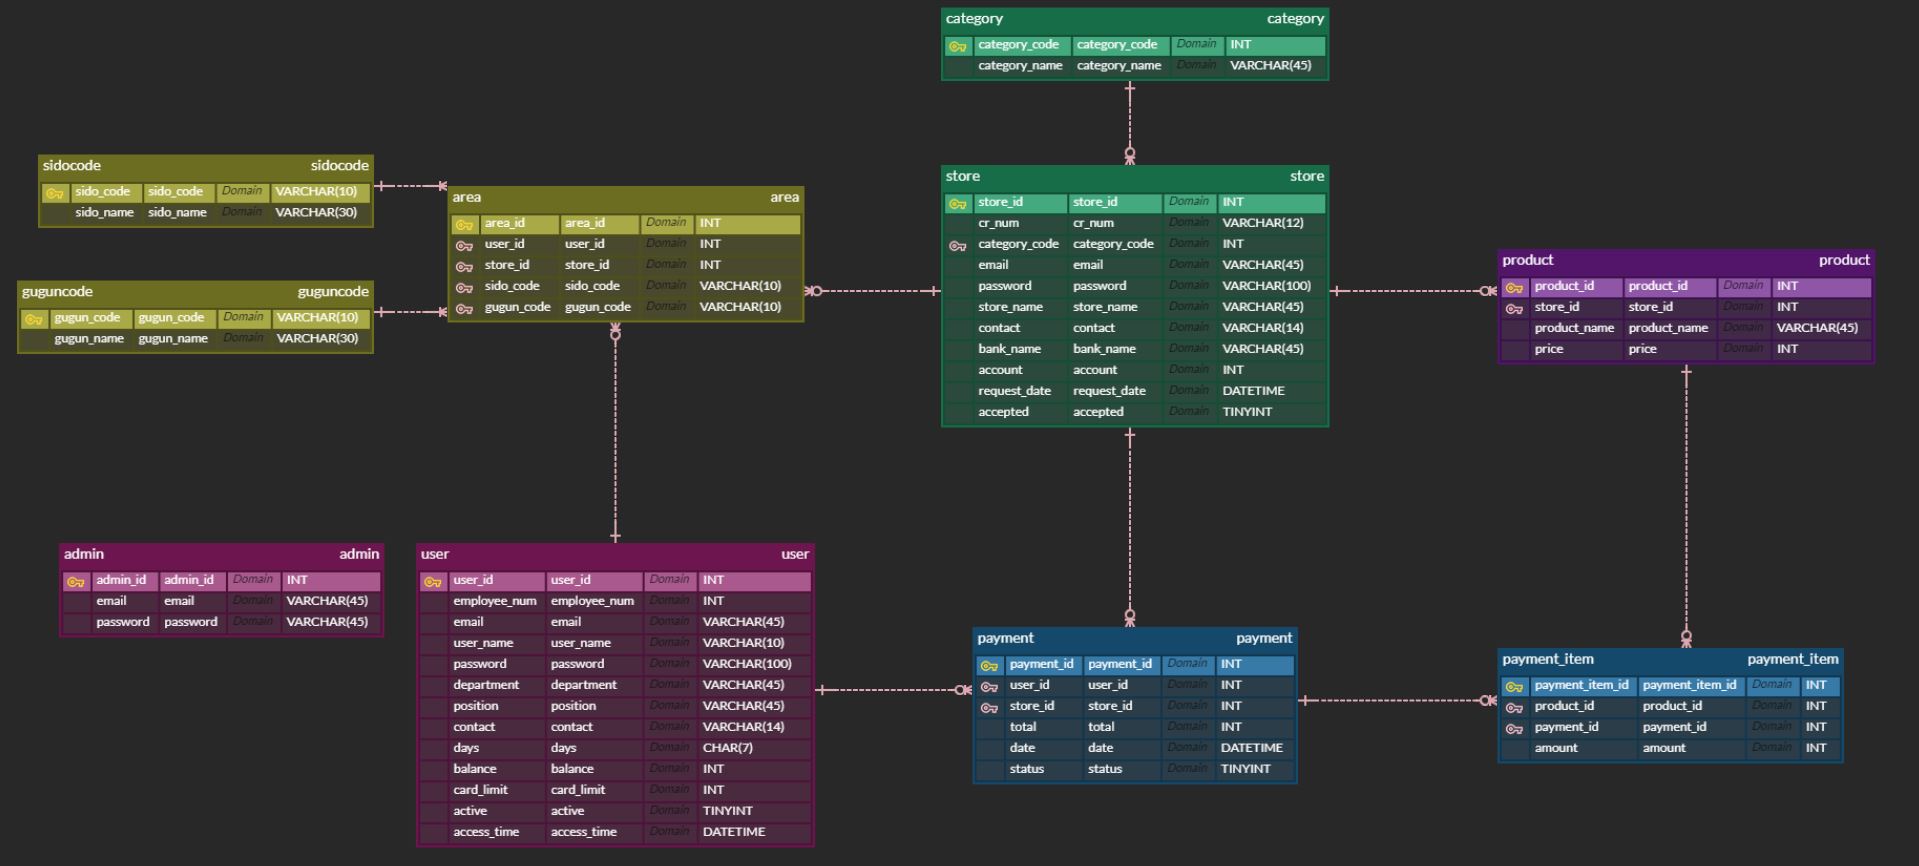 category category
category_code category_code Domain INT
category_name category_name Domain VARCHAR(45)
sidocode sidocode
sido_code sido_code Domain VARCHAR(10)
sido_name sido_name Domain VARCHAR(30)
guguncode guguncode
gugun_code gugun_code Domain VARCHAR(10)
gugun_name gugun_name Domain VARCHAR(30)
area area
area_id area_id Domain INT
user_id user_id Domain INT
store_id store_id Domain INT
sido_code sido_code Domain VARCHAR(10)
gugun_code gugun_code Domain VARCHAR(10)
store store
store_id store_id Domain INT
cr_num cr_num Domain VARCHAR(12)
category_code category_code Domain INT
email email Domain VARCHAR(45)
password password Domain VARCHAR(100)
store_name store_name Domain VARCHAR(45)
contact contact Domain VARCHAR(14)
bank_name bank_name Domain VARCHAR(45)
account account Domain INT
request_date request_date Domain DATETIME
accepted accepted Domain TINYINT
product product
product_id product_id Domain INT
store_id store_id Domain INT
product_name product_name Domain VARCHAR(45)
price price Domain INT
admin admin
admin_id admin_id Domain INT
email email Domain VARCHAR(45)
password password Domain VARCHAR(45)
user user
user_id user_id Domain INT
employee_num employee_num Domain INT
email email Domain VARCHAR(45)
user_name user_name Domain VARCHAR(10)
password password Domain VARCHAR(100)
department department Domain VARCHAR(45)
position position Domain VARCHAR(45)
contact contact Domain VARCHAR(14)
days days Domain CHAR(7)
balance balance Domain INT
card_limit card_limit Domain INT
active active Domain TINYINT
access_time access_time Domain DATETIME
payment payment
payment_id payment_id Domain INT
user_id user_id Domain INT
store_id store_id Domain INT
total total Domain INT
date date Domain DATETIME
status status Domain TINYINT
payment_item payment_item
payment_item_id payment_item_id Domain INT
product_id product_id Domain INT
payment_id payment_id Domain INT
amount amount Domain INT